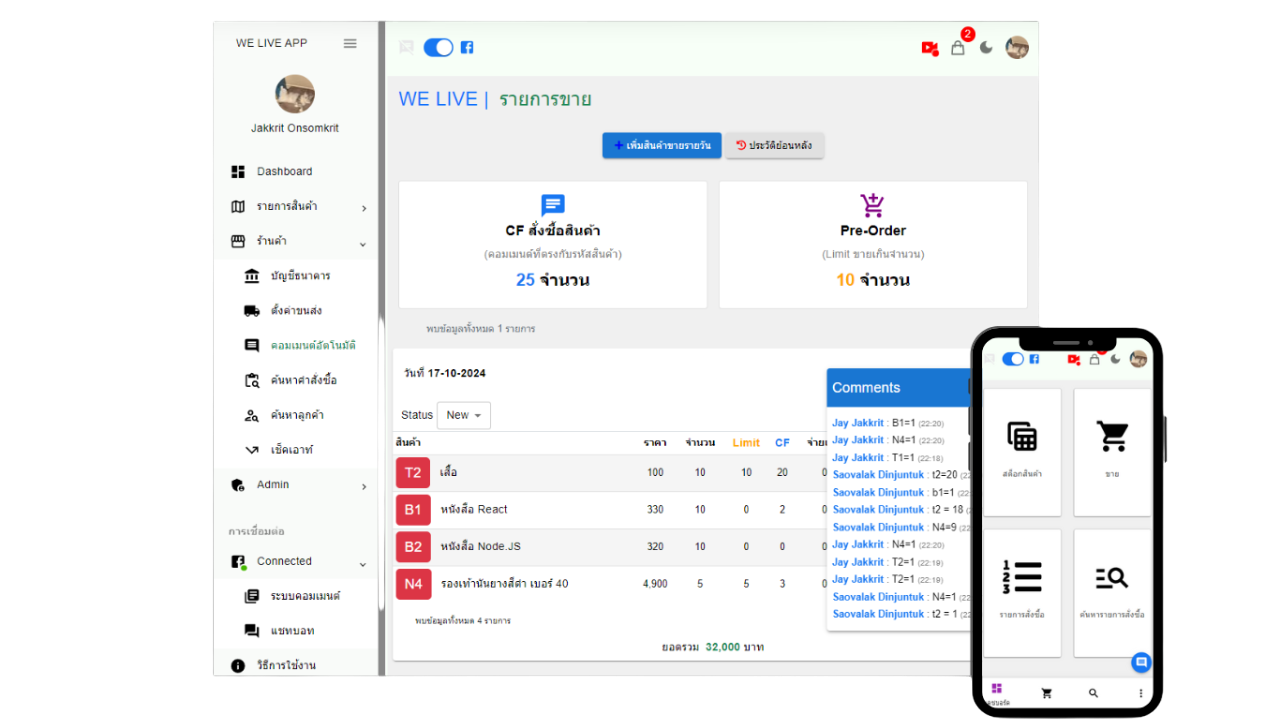 WE LIVE APP
Jakkrit Onsomkrit
Dashboard
รายการสินค้า
ร้านค้า
บัญชีธนาคาร
ตั้งค่าขนส่ง
คอมเมนต์อัตโนมัติ
ค้นหาคำสั่งซื้อ
ค้นหาลูกค้า
เช็คเอาท์
Admin
การเชื่อมต่อ
Connected
ระบบคอมเมนต์
แชทบอท
วิธีการใช้งาน
2
WE LIVE | รายการขาย
เพิ่มสินค้าขายรายวัน
ประวัติย้อนหลัง
CF สั่งซื้อสินค้า
(คอมเมนต์ที่ตรงกับรหัสสินค้า)
25 จำนวน
Pre-Order
(Limit ขายเกินจำนวน)
10 จำนวน
พบข้อมูลทั้งหมด 1 รายการ
วันที่ 17-10-2024
Status New
สินค้า ราคา จำนวน Limit CF
T2 เสื้อ 100 10 10 20 0
B1 หนังสือ React 330 10 0 2 0
B2 หนังสือ Node.JS 320 10 0 0 0
N4 รองเท้านันยางสีดำ เบอร์ 40 4,900 5 5 3 0
พบข้อมูลทั้งหมด 4 รายการ
ยอดรวม 32,000 บาท
Comments
Jay Jakkrit : B1=1 (22:20)
Jay Jakkrit : N4=1 (22:20)
Jay Jakkrit : T1=1 (22:18)
Saovalak Dinjuntuk : t2=20
Saovalak Dinjuntuk : b1=1
Saovalak Dinjuntuk : t2 = 18
Saovalak Dinjuntuk : N4=9
Jay Jakkrit : N4=1 (22:20)
Jay Jakkrit : T2=1 (22:19)
Jay Jakkrit : T2=1 (22:19)
Saovalak Dinjuntuk : N4=1
Saovalak Dinjuntuk : t2 = 1
สต็อกสินค้า
ขาย
1
2
3
รายการสั่งซื้อ
ค้นหารายการสั่งซื้อ